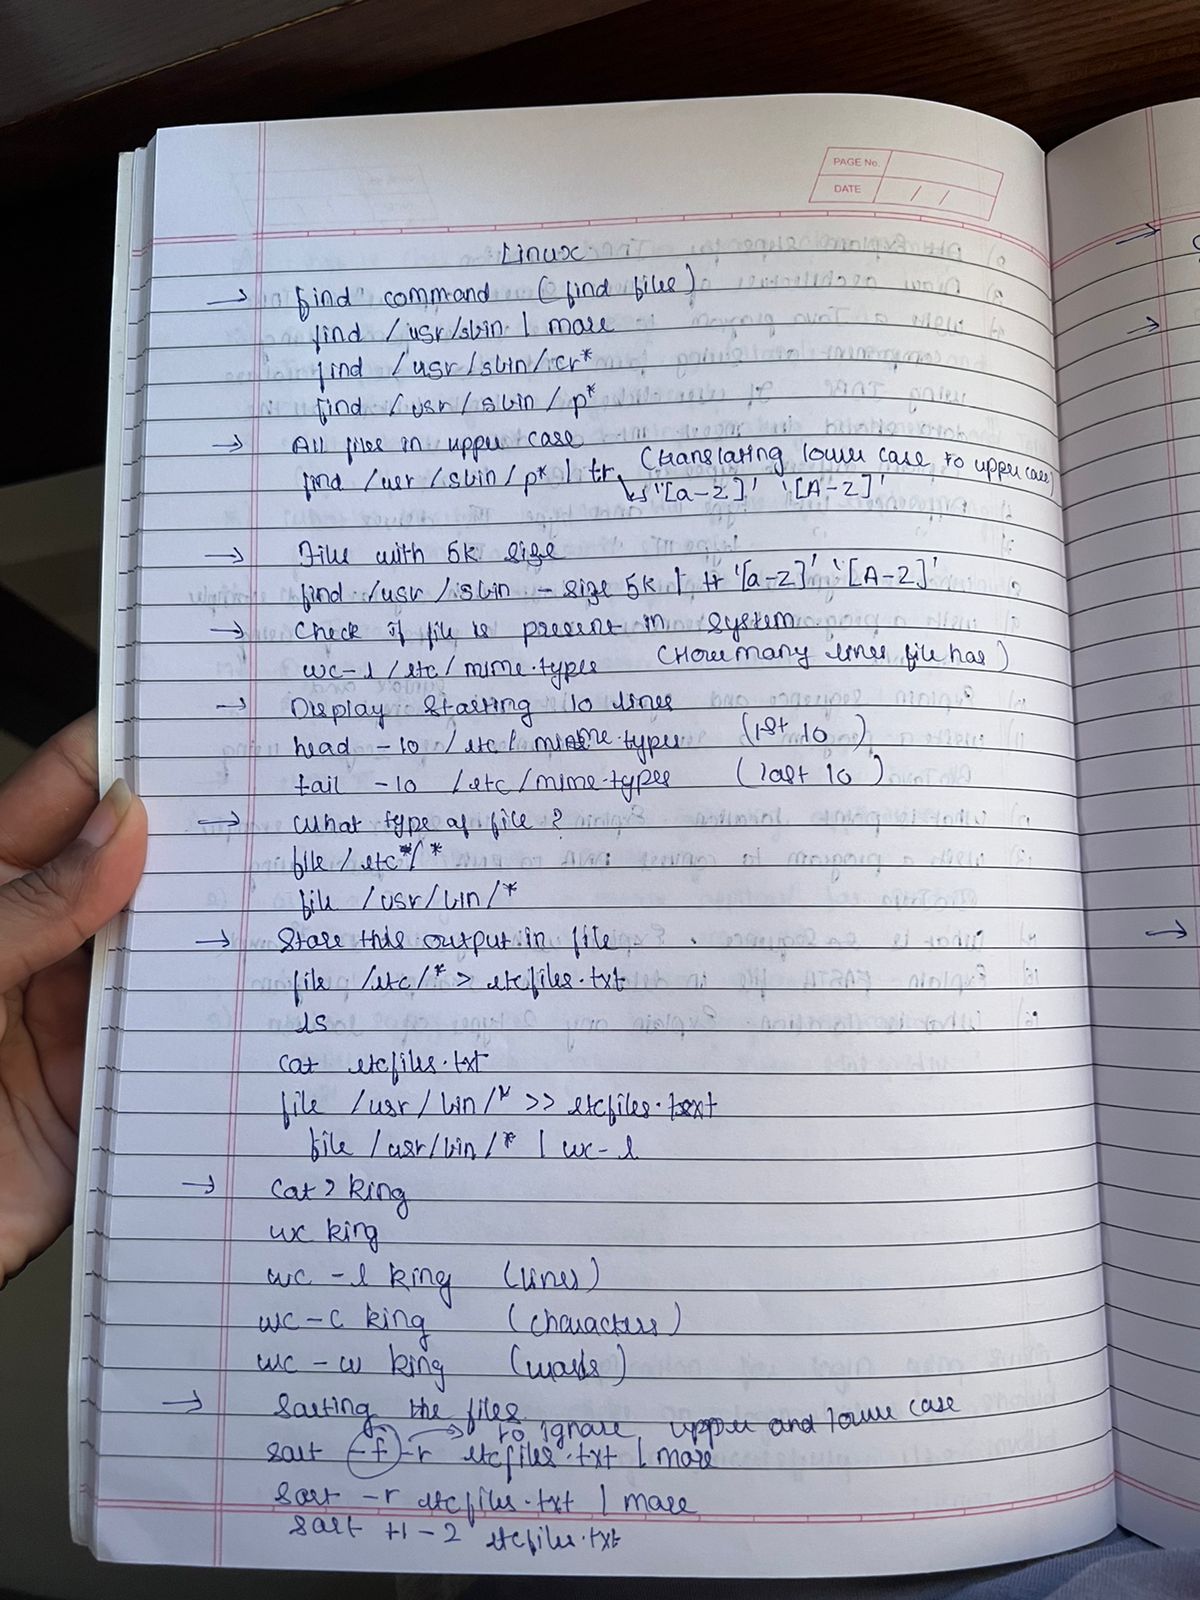 PAGE No.
DATE / /
Linux
→ find command (find files)
find /usr/sbin | more
find /usr/sbin/cr*
find /usr/sbin/p*
→ All files in upper case
find /usr/sbin/p* | tr (translating lower case to upper case)
↳ '[a-z]' '[A-Z]'
→ Files with 5k size
find /usr/sbin -size 5k | tr '[a-z]' '[A-Z]'
→ Check if file is present in system
wc-l /etc/mime.types (How many lines file has)
→ Display Starting 10 lines
head -10 /etc/mime.types (1st 10)
tail -10 /etc/mime.types (last 10)
→ What type of file?
file /etc*/*
file /usr/bin/*
→ Store this output in file
file /etc/* > etcfiles.txt
ls
cat etcfiles.txt
file /usr/bin/* >> etcfiles.text
file /usr/bin/* | wc-l
→ cat > king
wc king
wc -l king (lines)
wc -c king (characters)
wc -w king (words)
→ Sorting the files
→ to ignore upper and lower case
sort -f -r etcfiles.txt | more
sort -r etcfiles.txt | more
sort +1 -2 etcfiles.txt